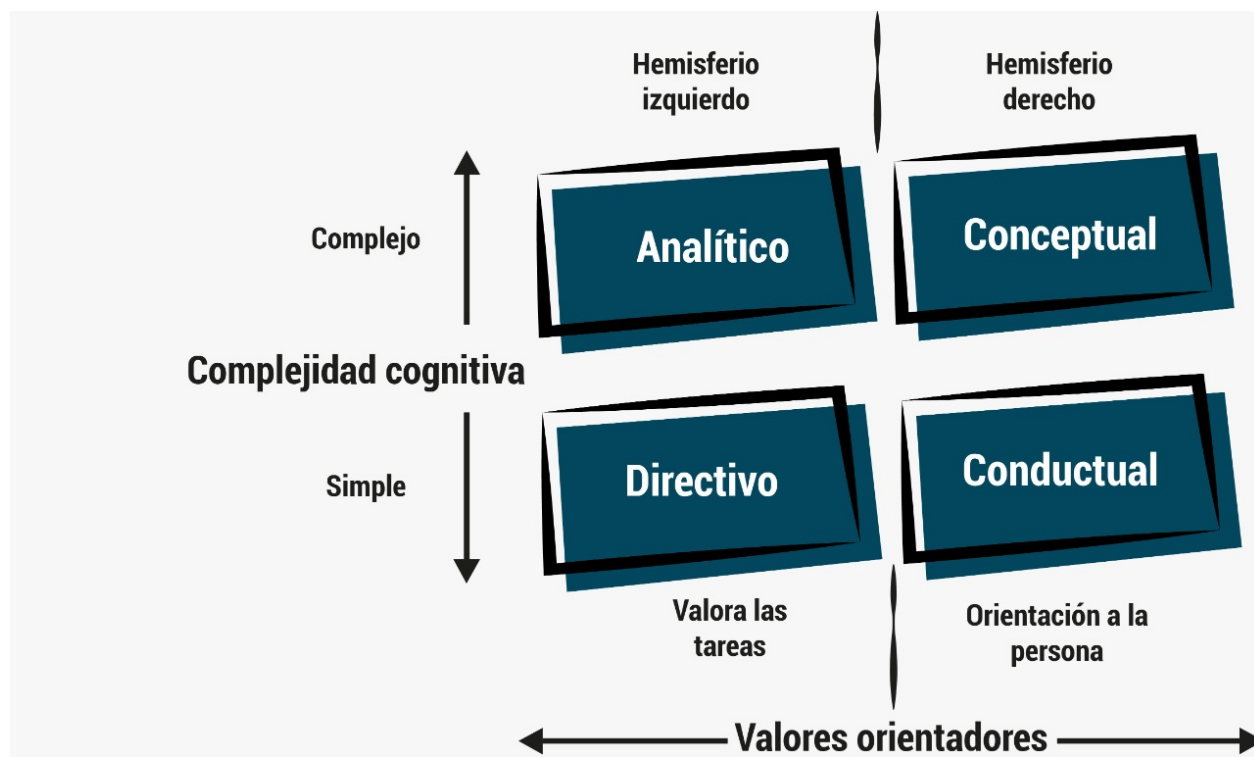 Hemisferio
izquierdo
Hemisferio
derecho
Complejo
Analítico
Conceptual
Complejidad cognitiva
Simple
Directivo
Conductual
Valora las
tareas
Orientación a la
persona
Valores orientadores